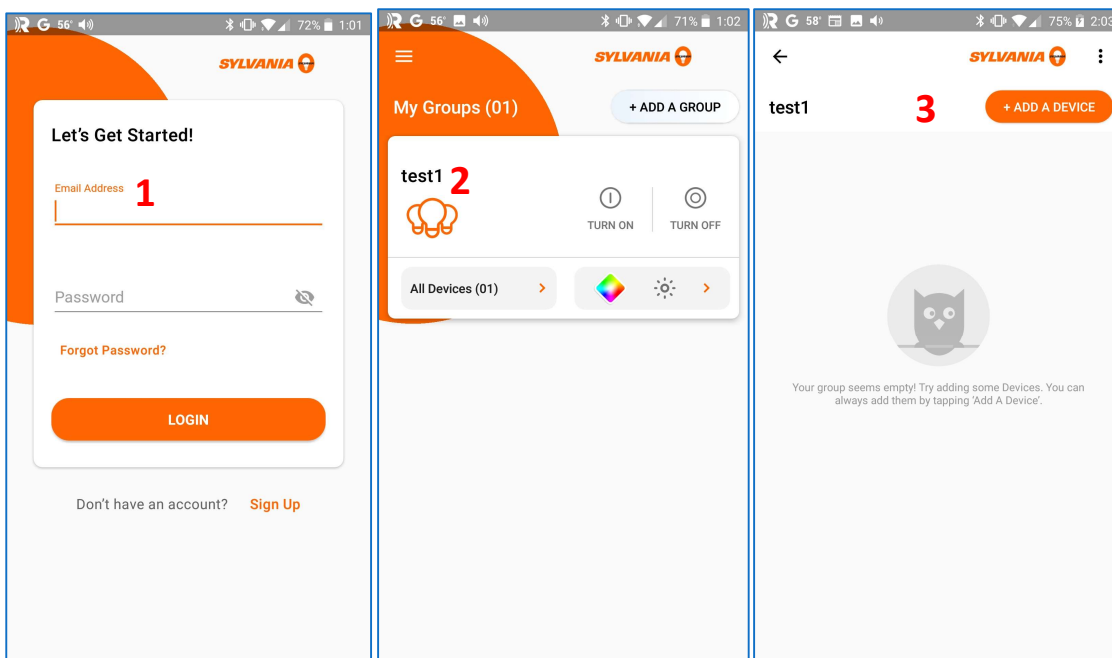 G 56° 72% 1:01
SYLVANIA
Let's Get Started!
Email Address
1
Password
Forgot Password?
LOGIN
Don't have an account? Sign Up
G 56° 71% 1:02
SYLVANIA
My Groups (01)
+ ADD A GROUP
test1
2
TURN ON
TURN OFF
All Devices (01)
G 58° 75% 2:03
SYLVANIA
test1
3
+ ADD A DEVICE
Your group seems empty! Try adding some Devices. You can
always add them by tapping 'Add A Device'.